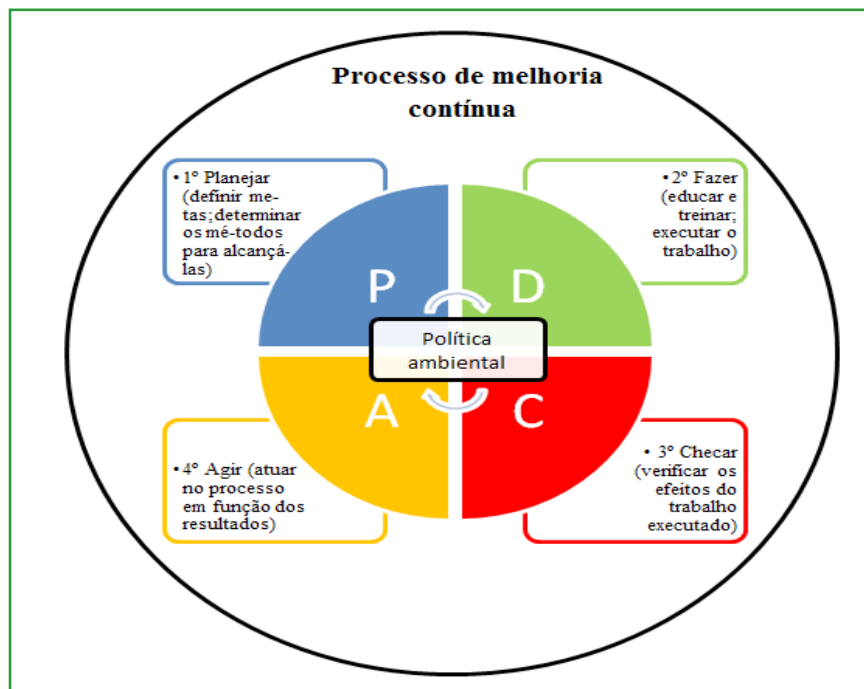 Processo de melhoria
contínua
• 1º Planejar
(definir me-
tas; determinar
os mé-todos
para alcançá-
las)
• 2º Fazer
(educar e
treinar;
executar o
trabalho)
P
D
Política
ambiental
A
C
• 4º Agir (atuar
no processo
em função dos
resultados)
• 3º Checar
(verificar os
efeitos do
trabalho
executado)